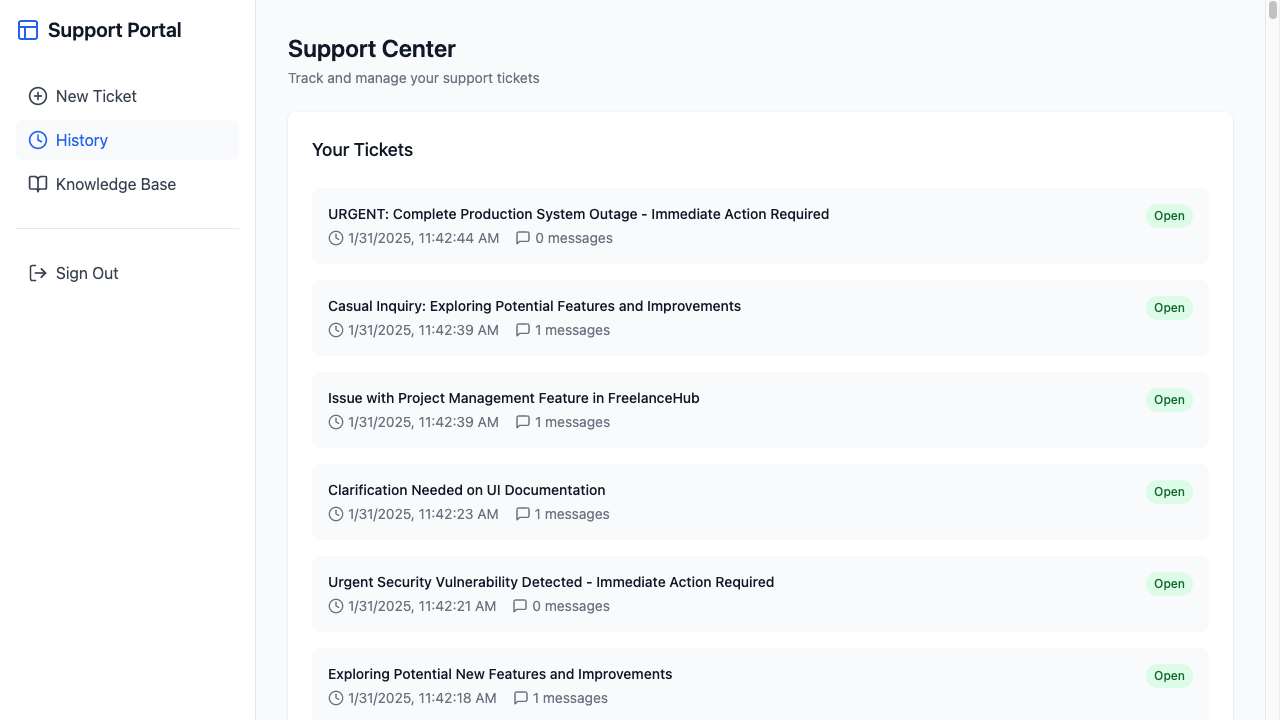 Support Portal
New Ticket
History
Knowledge Base
Sign Out
Support Center
Track and manage your support tickets
Your Tickets
URGENT: Complete Production System Outage - Immediate Action Required
Open
1/31/2025, 11:42:44 AM 0 messages
Casual Inquiry: Exploring Potential Features and Improvements
Open
1/31/2025, 11:42:39 AM 1 messages
Issue with Project Management Feature in FreelanceHub
Open
1/31/2025, 11:42:39 AM 1 messages
Clarification Needed on UI Documentation
Open
1/31/2025, 11:42:23 AM 1 messages
Urgent Security Vulnerability Detected - Immediate Action Required
Open
1/31/2025, 11:42:21 AM 0 messages
Exploring Potential New Features and Improvements
Open
1/31/2025, 11:42:18 AM 1 messages